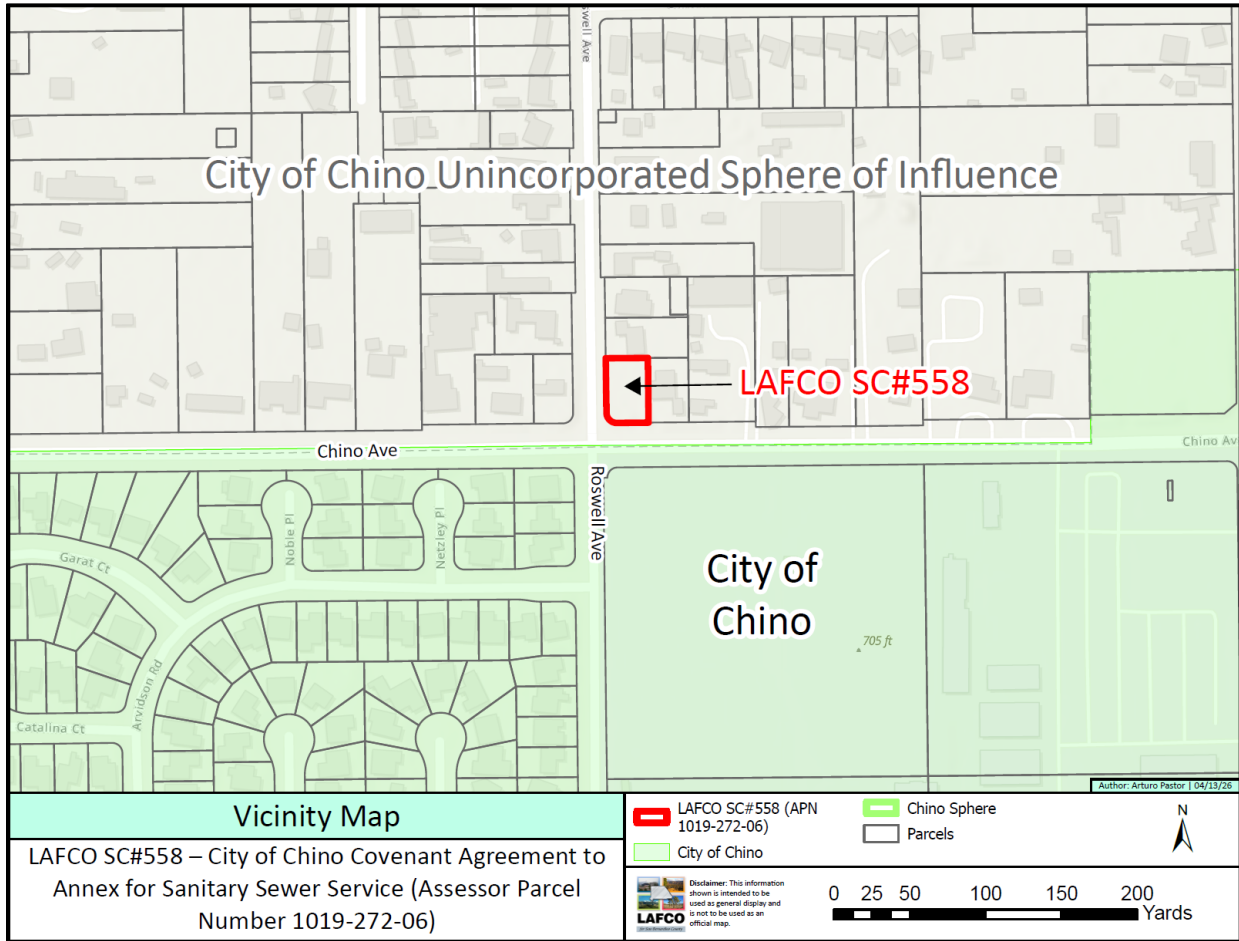 swell Ave
City of Chino Unincorporated Sphere of Influence
LAFCO SC#558
Chino Ave
Chino Av
Roswell Ave
Noble Pl
Netzley Pl
Garat Ct
City of
Chino
705 ft
Arvidson Rd
Catalina Ct
Author: Arturo Pastor | 04/13/26
Vicinity Map
LAFCO SC#558 – City of Chino Covenant Agreement to
Annex for Sanitary Sewer Service (Assessor Parcel
Number 1019-272-06)
LAFCO SC#558 (APN
1019-272-06)
City of Chino
Chino Sphere
Parcels
N
LAFCO
Disclaimer: This information
shown is intended to be
used as general display and
is not to be used as an
official map.
0 25 50 100 150 200
Yards